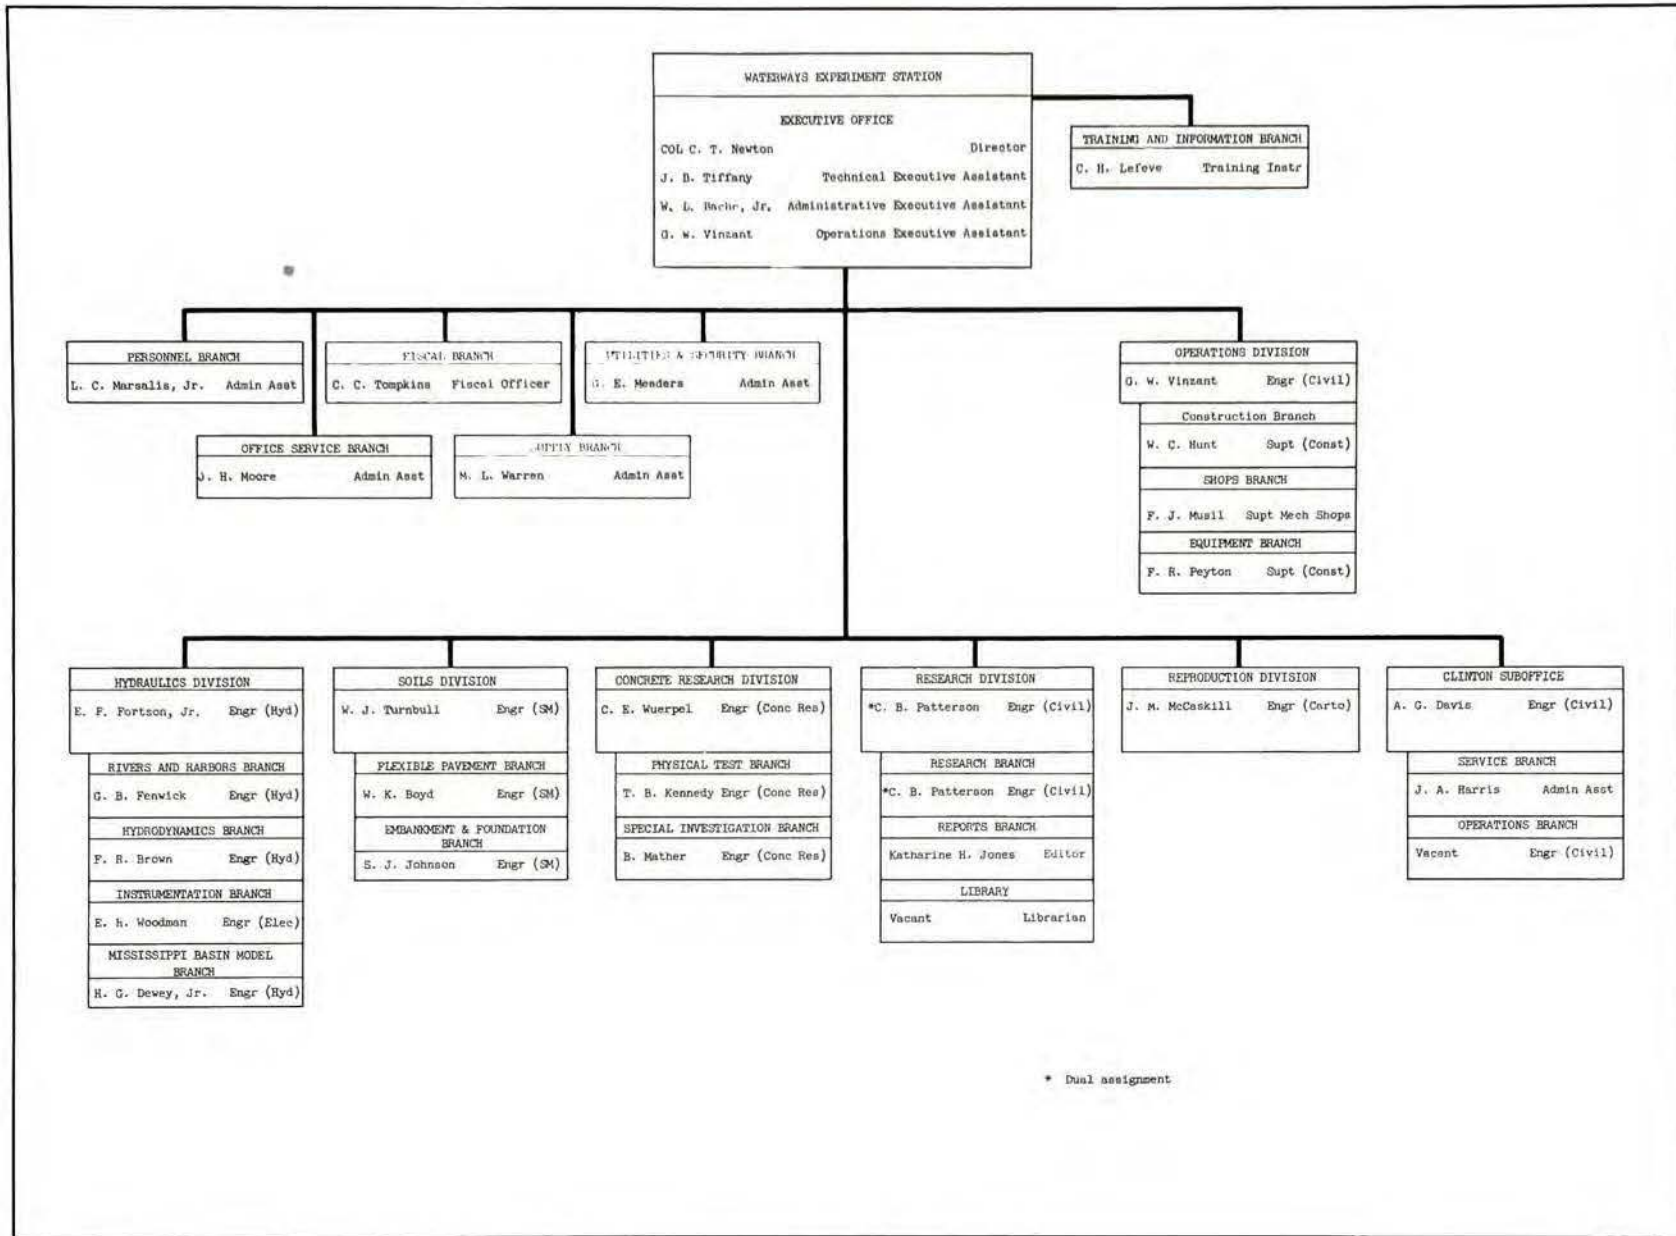 WATERWAYS EXPERIMENT STATION
EXECUTIVE OFFICE
COL C. T. Newton Director
J. B. Tiffany Technical Executive Assistant
W. L. Bache, Jr. Administrative Executive Assistant
G. W. Vinzant Operations Executive Assistant
TRAINING AND INFORMATION BRANCH
C. H. Lefeve Training Instr
PERSONNEL BRANCH
L. C. Marsalis, Jr. Admin Asst
FISCAL BRANCH
C. C. Tompkins Fiscal Officer
UTILITIES & SECURITY BRANCH
G. E. Menders Admin Asst
OFFICE SERVICE BRANCH
J. H. Moore Admin Asst
SUPPLY BRANCH
M. L. Warren Admin Asst
OPERATIONS DIVISION
G. W. Vinzant Engr (Civil)
Construction Branch
W. C. Hunt Supt (Const)
SHOPS BRANCH
F. J. Musil Supt Mech Shops
EQUIPMENT BRANCH
F. R. Peyton Supt (Const)
HYDRAULICS DIVISION
E. P. Fortson, Jr. Engr (Hyd)
RIVERS AND HARBORS BRANCH
G. B. Fenwick Engr (Hyd)
HYDRODYNAMICS BRANCH
F. R. Brown Engr (Hyd)
INSTRUMENTATION BRANCH
E. H. Woodman Engr (Elec)
MISSISSIPPI BASIN MODEL
BRANCH
H. G. Dewey, Jr. Engr (Hyd)
SOILS DIVISION
W. J. Turnbull Engr (SM)
FLEXIBLE PAVEMENT BRANCH
W. K. Boyd Engr (SM)
EMBANKMENT & FOUNDATION
BRANCH
S. J. Johnson Engr (SM)
CONCRETE RESEARCH DIVISION
C. E. Wuerpel Engr (Conc Res)
PHYSICAL TEST BRANCH
T. B. Kennedy Engr (Conc Res)
SPECIAL INVESTIGATION BRANCH
B. Mather Engr (Conc Res)
RESEARCH DIVISION
*C. B. Patterson Engr (Civil)
RESEARCH BRANCH
*C. B. Patterson Engr (Civil)
REPORTS BRANCH
Katharine H. Jones Editor
LIBRARY
Vacant Librarian
REPRODUCTION DIVISION
J. M. McCaskill Engr (Carto)
CLINTON SUBOFFICE
A. G. Davis Engr (Civil)
SERVICE BRANCH
J. A. Harris Admin Asst
OPERATIONS BRANCH
Vacant Engr (Civil)
* Dual assignment